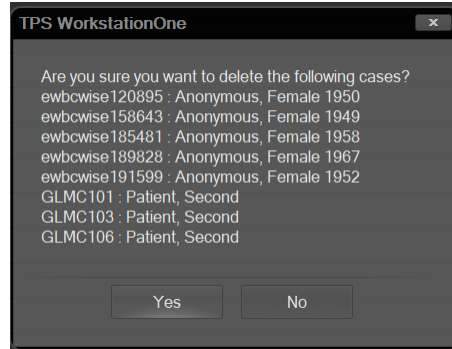 TPS WorkstationOne
x
Are you sure you want to delete the following cases?
ewbcwise120895 : Anonymous, Female 1950
ewbcwise158643 : Anonymous, Female 1949
ewbcwise185481 : Anonymous, Female 1958
ewbcwise189828 : Anonymous, Female 1967
ewbcwise191599 : Anonymous, Female 1952
GLMC101 : Patient, Second
GLMC103 : Patient, Second
GLMC106 : Patient, Second
Yes No